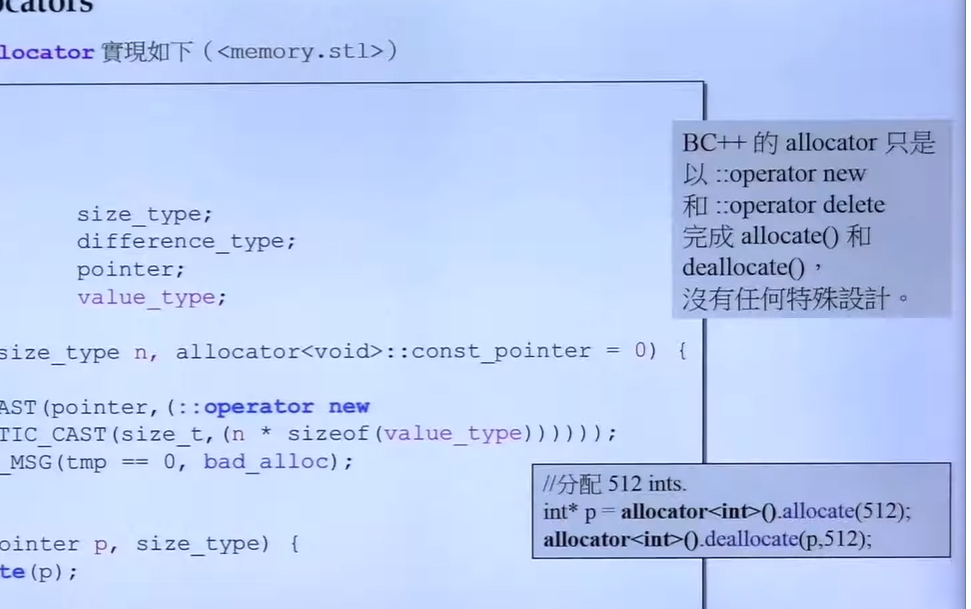 ocators
llocator 實現如下（<memory.stl>）
size_type;
difference_type;
pointer;
value_type;
size_type n, allocator<void>::const_pointer = 0) {
AST(pointer,(::operator new
TIC_CAST(size_t,(n * sizeof(value_type))))));
_MSG(tmp == 0, bad_alloc);
ointer p, size_type) {
te(p);
BC++ 的 allocator 只是
以 ::operator new
和 ::operator delete
完成 allocate() 和
deallocate()，
沒有任何特殊設計。
//分配 512 ints.
int* p = allocator<int>().allocate(512);
allocator<int>().deallocate(p,512);